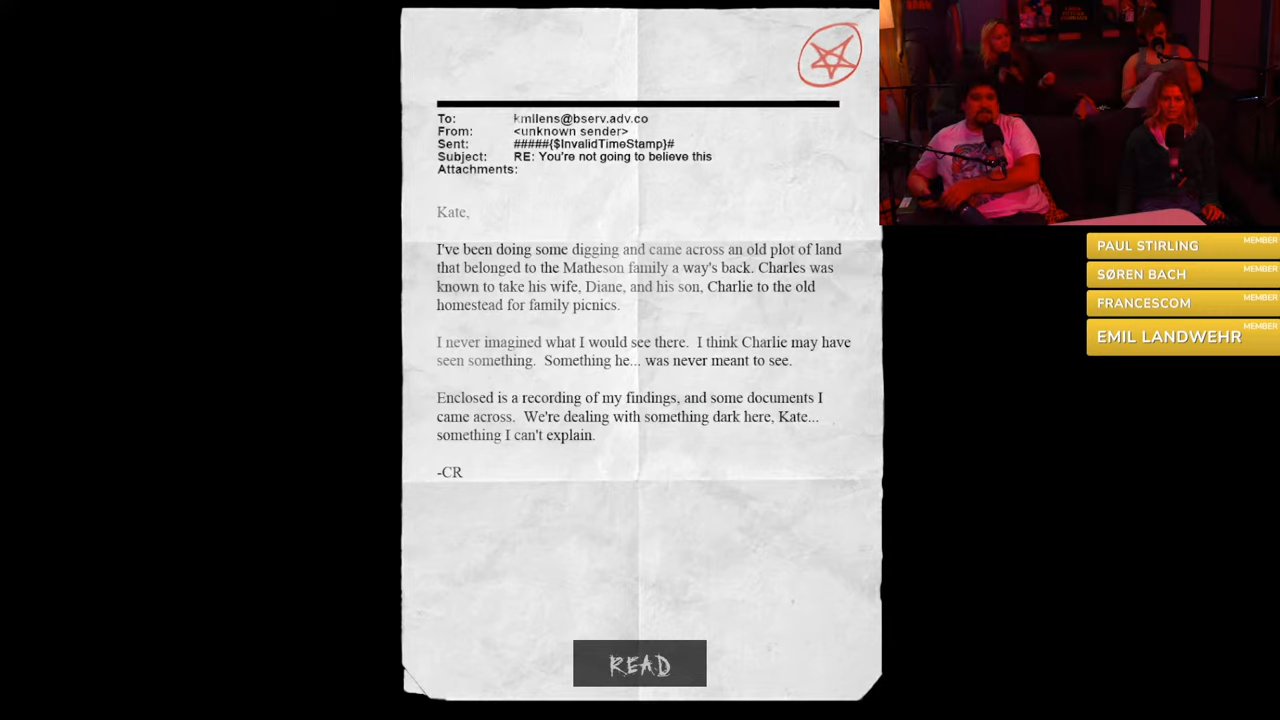 To: kmilens@bserv.adv.co
From: <unknown sender>
Sent: #####{$InvalidTimeStamp}#
Subject: RE: You're not going to believe this
Attachments:
Kate,
I've been doing some digging and came across an old plot of land
that belonged to the Matheson family a way's back. Charles was
known to take his wife, Diane, and his son, Charlie to the old
homestead for family picnics.
I never imagined what I would see there. I think Charlie may have
seen something. Something he... was never meant to see.
Enclosed is a recording of my findings, and some documents I
came across. We're dealing with something dark here, Kate...
something I can't explain.
-CR
READ
PAUL STIRLING MEMBER
SØREN BACH MEMBER
FRANCESCOM MEMBER
EMIL LANDWEHR MEMBER